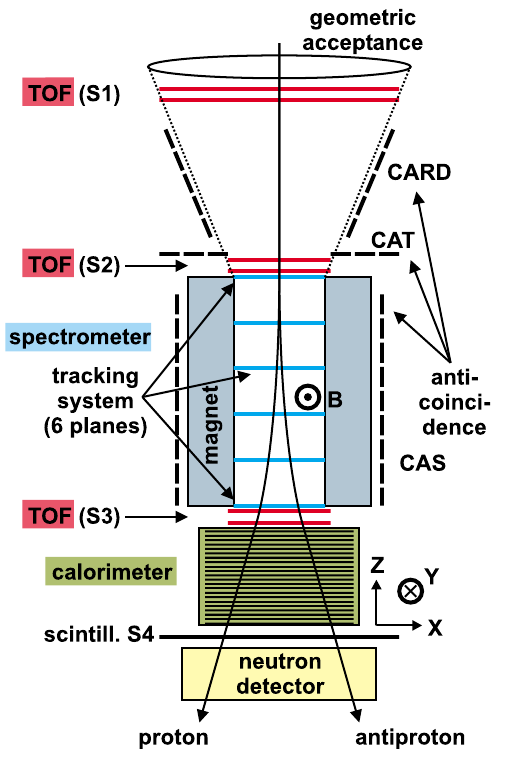 geometric
acceptance
TOF (S1)
CARD
CAT
TOF (S2)
spectrometer
tracking
system
(6 planes)
magnet
B
anti-
coinci-
dence
CAS
TOF (S3)
calorimeter
Z
Y
X
scintill. S4
neutron
detector
proton
antiproton